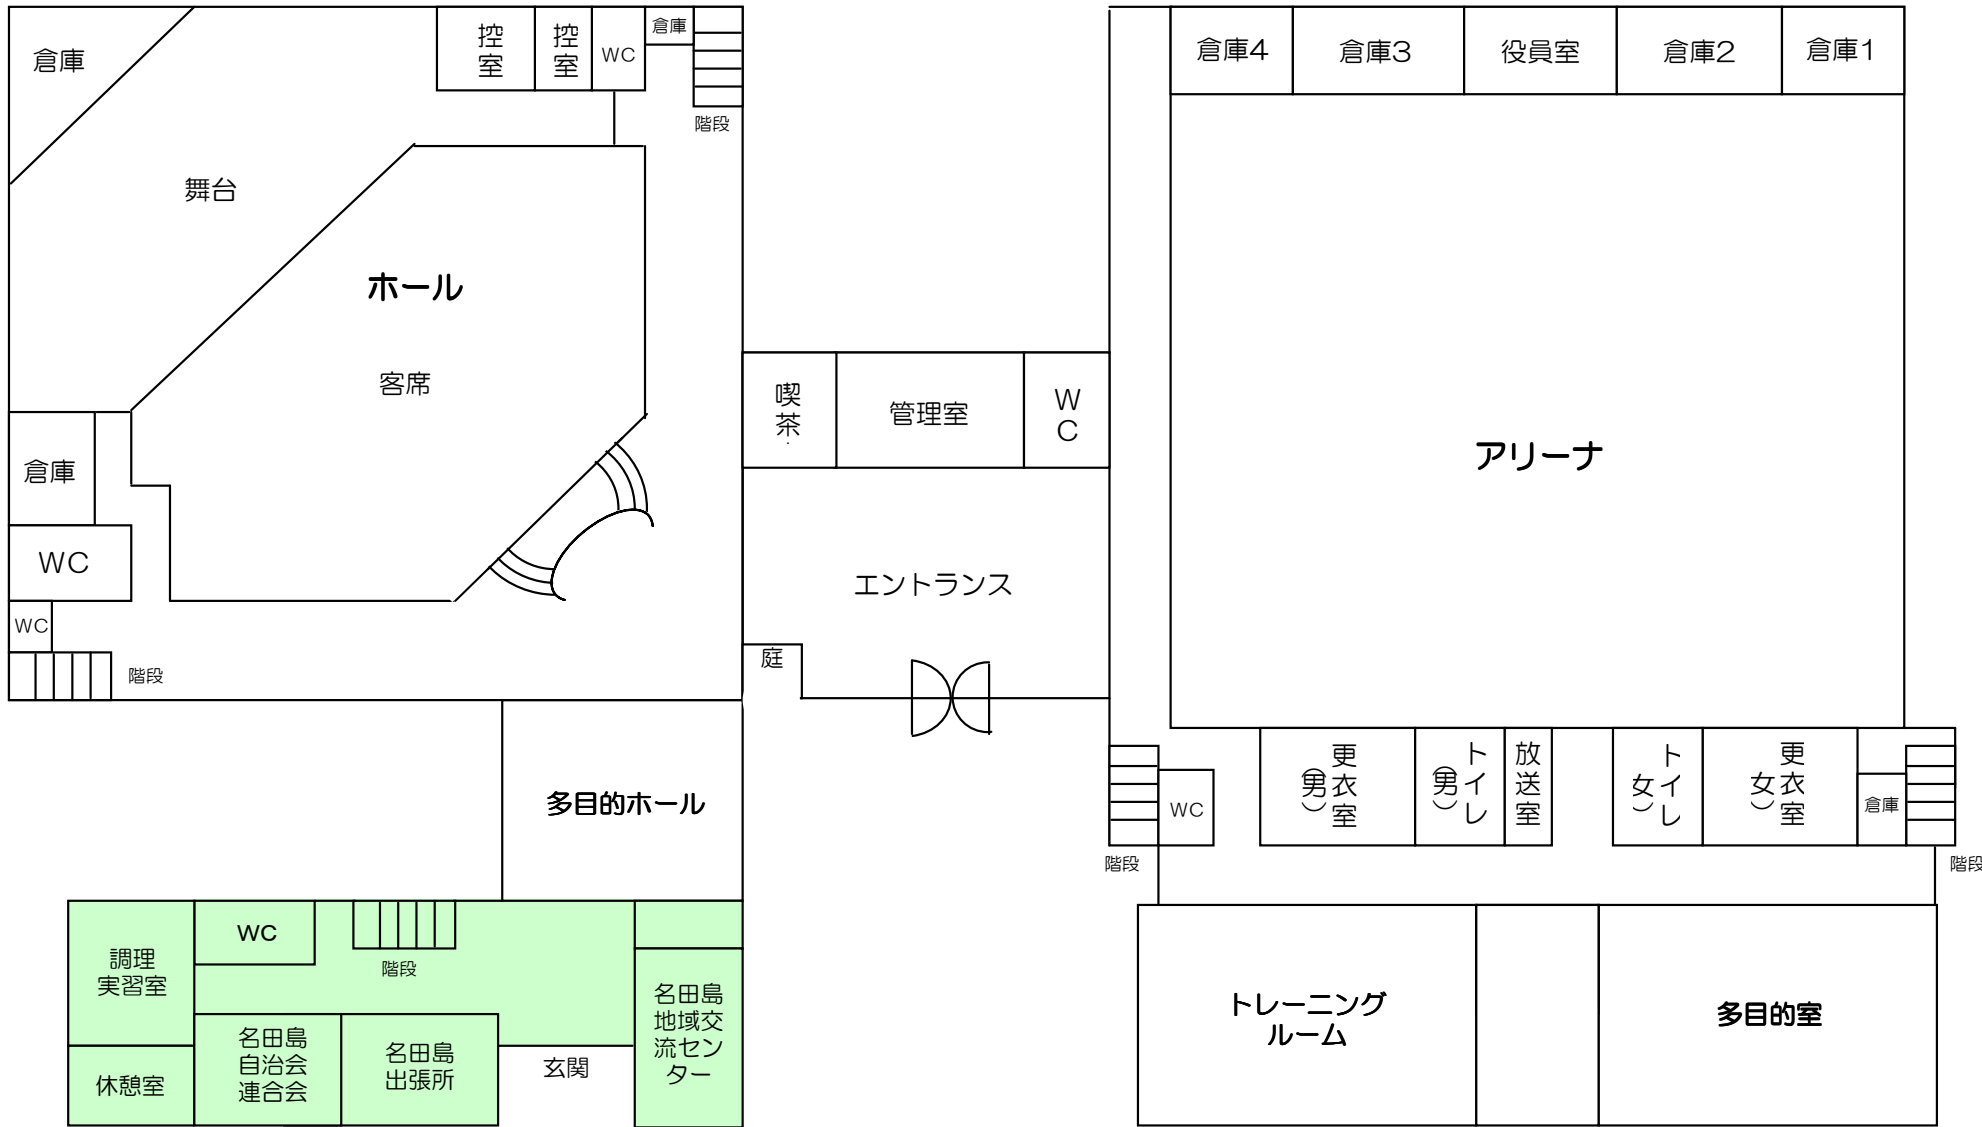 倉庫
控室
控室
WC
倉庫
階段
舞台
ホール
客席
倉庫
WC
WC
階段
喫茶
管理室
WC
エントランス
庭
倉庫4
倉庫3
役員室
倉庫2
倉庫1
アリーナ
多目的ホール
階段
WC
更衣室
(男)
トイレ
(男)
放送室
トイレ
女)
更衣室
女)
倉庫
階段
調理
実習室
WC
階段
休憩室
名田島
自治会
連合会
名田島
出張所
玄関
名田島
地域交
流セン
ター
トレーニング
ルーム
多目的室